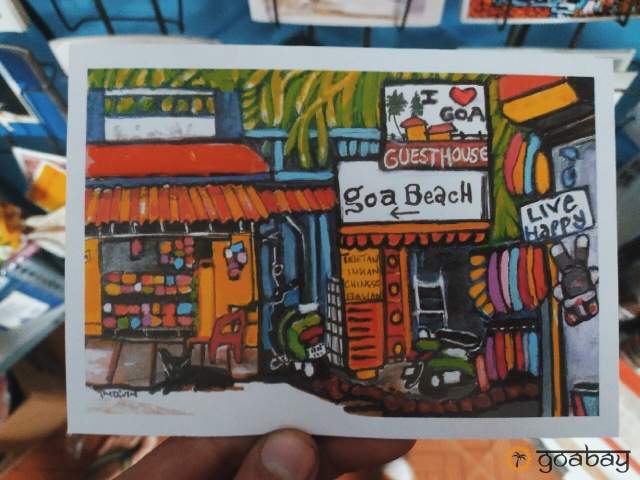 I ❤ GOA
GUESTHOUSE
goa BeacH
←
LIVE
HaPPy
TIBETAN
INDIAN
CHINESE
ITALIAN
goabay